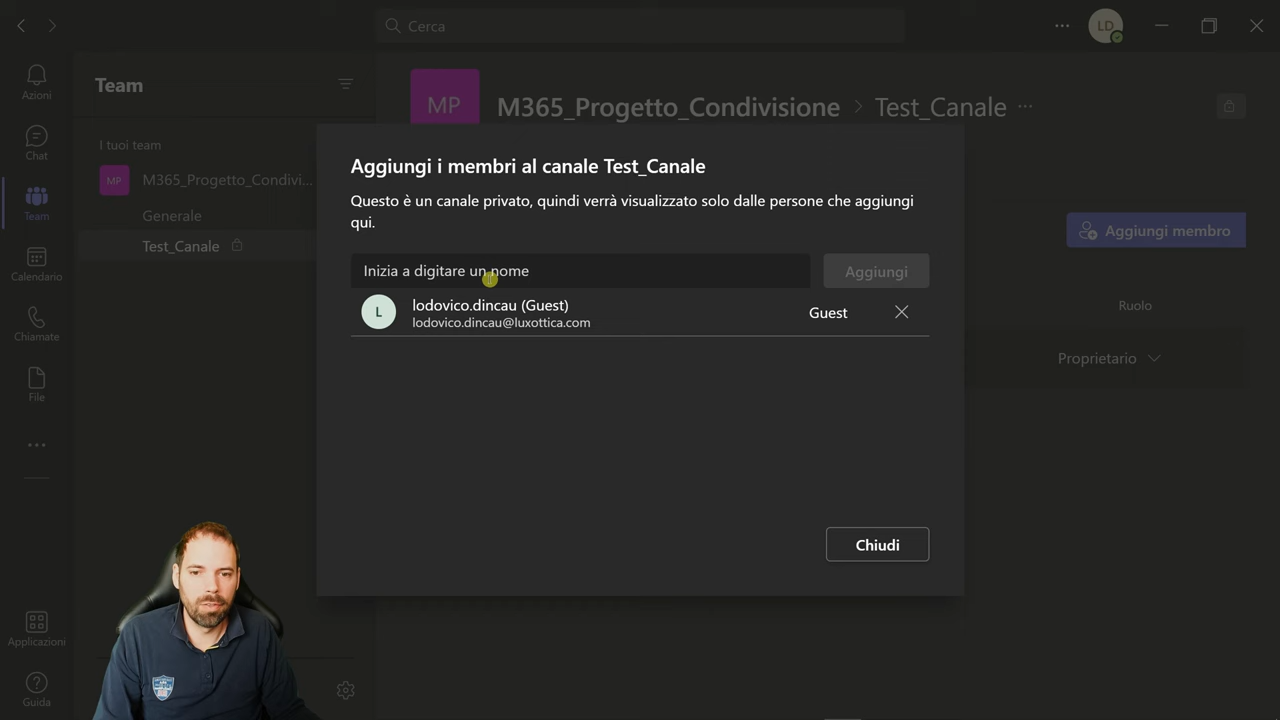 Cerca
LD
Azioni
Chat
Team
Calendario
Chiamate
File
Applicazioni
Guida
Team
I tuoi team
MP
M365_Progetto_Condivi...
Generale
Test_Canale
MP
M365_Progetto_Condivisione > Test_Canale ...
Aggiungi membro
Ruolo
Proprietario
Aggiungi i membri al canale Test_Canale
Questo è un canale privato, quindi verrà visualizzato solo dalle persone che aggiungi
qui.
Inizia a digitare un nome
Aggiungi
L
lodovico.dincau (Guest)
lodovico.dincau@luxottica.com
Guest
Chiudi